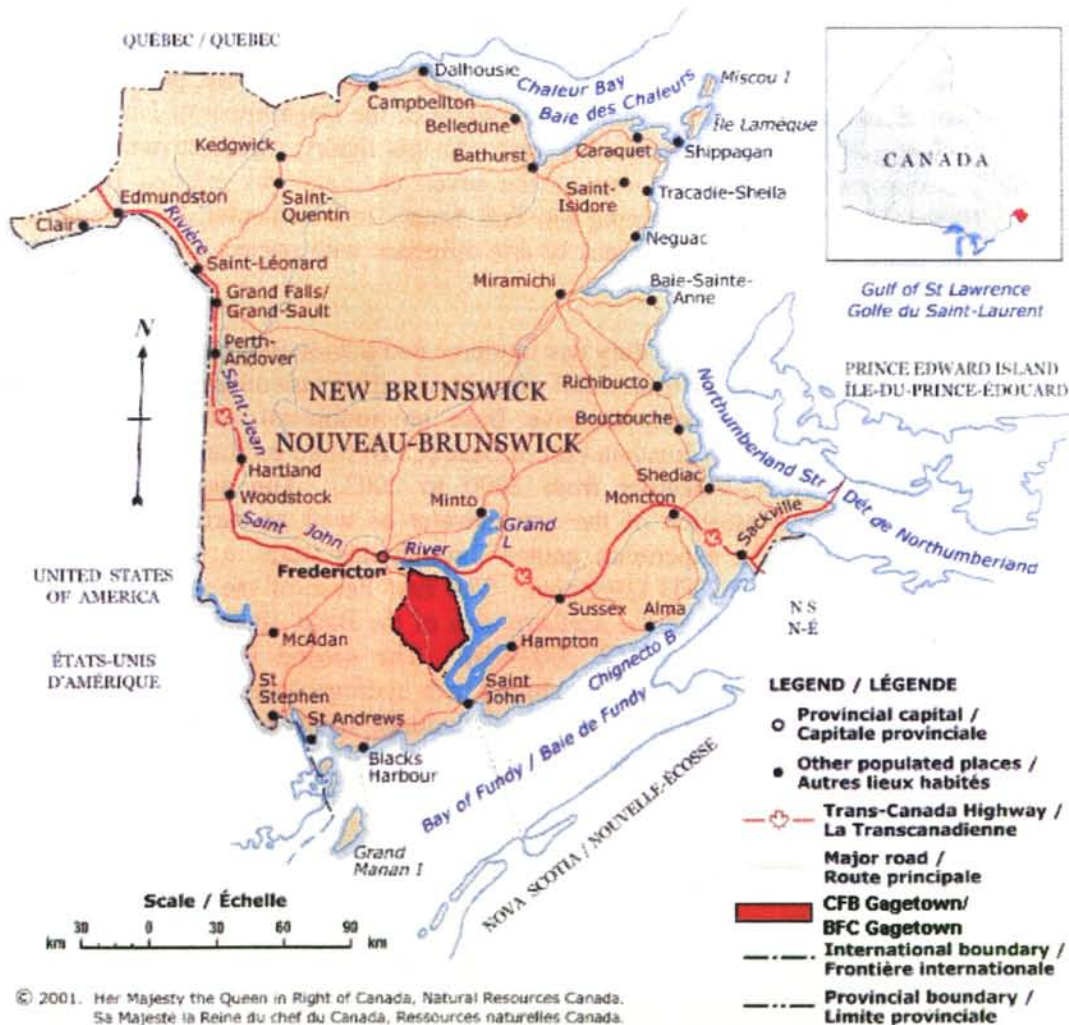 QUÉBEC / QUEBEC
Dalhousie
Chaleur Bay
Baie des Chaleurs
Miscou I
Campbellton
Île Lamèque
Belledune
Kedgwick
Bathurst
Caraquet
Shippagan
CANADA
Saint-
Quentin
Saint-
Isidore
Tracadie-Sheila
Edmundston
Clair
Rivière
Neguac
Saint-Léonard
Miramichi
Baie-Sainte-
Anne
Gulf of St Lawrence
Golfe du Saint-Laurent
Grand Falls/
Grand-Sault
N
Perth-
Andover
PRINCE EDWARD ISLAND
ÎLE-DU-PRINCE-ÉDOUARD
Saint-Jean
NEW BRUNSWICK
NOUVEAU-BRUNSWICK
Richibucto
Bouctouche
Northumberland Str / Dét de Northumberland
Hartland
Shediac
Woodstock
Minto
Grand
L
Moncton
Sackville
Saint John River
Fredericton
UNITED STATES
OF AMERICA
Sussex
Alma
N S
N-É
McAdan
Hampton
ÉTATS-UNIS
D'AMÉRIQUE
Chignecto B
St
Stephen
Saint
John
St Andrews
Blacks
Harbour
Bay of Fundy / Baie de Fundy
Grand
Manan I
NOVA SCOTIA / NOUVELLE-ÉCOSSE
LEGEND / LÉGENDE
Provincial capital /
Capitale provinciale
Other populated places /
Autres lieux habités
Trans-Canada Highway /
La Transcanadienne
Major road /
Route principale
CFB Gagetown/
BFC Gagetown
International boundary /
Frontière internationale
Provincial boundary /
Limite provinciale
Scale / Échelle
30 0 30 60 90
km km
© 2001. Her Majesty the Queen in Right of Canada, Natural Resources Canada.
Sa Majesté la Reine du chef du Canada, Ressources naturelles Canada.